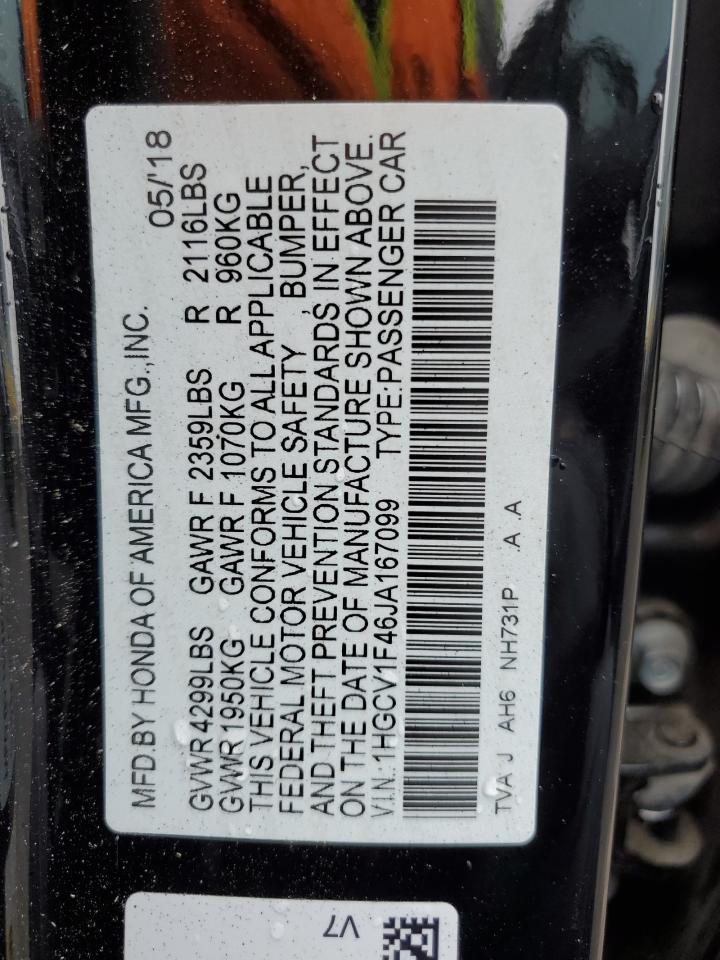 MFD.BY HONDA OF AMERICA MFG.,INC. 05/'18
GVWR 4299LBS GAWR F 2359LBS R 2116LBS
GVWR 1950KG GAWR F 1070KG R 960KG
THIS VEHICLE CONFORMS TO ALL APPLICABLE
FEDERAL MOTOR VEHICLE SAFETY , BUMPER,
AND THEFT PREVENTION STANDARDS IN EFFECT
ON THE DATE OF MANUFACTURE SHOWN ABOVE.
V.I.N.:1HGCV1F46JA167099 TYPE:PASSENGER CAR
TVA J AH6 NH731P .A .A
V7